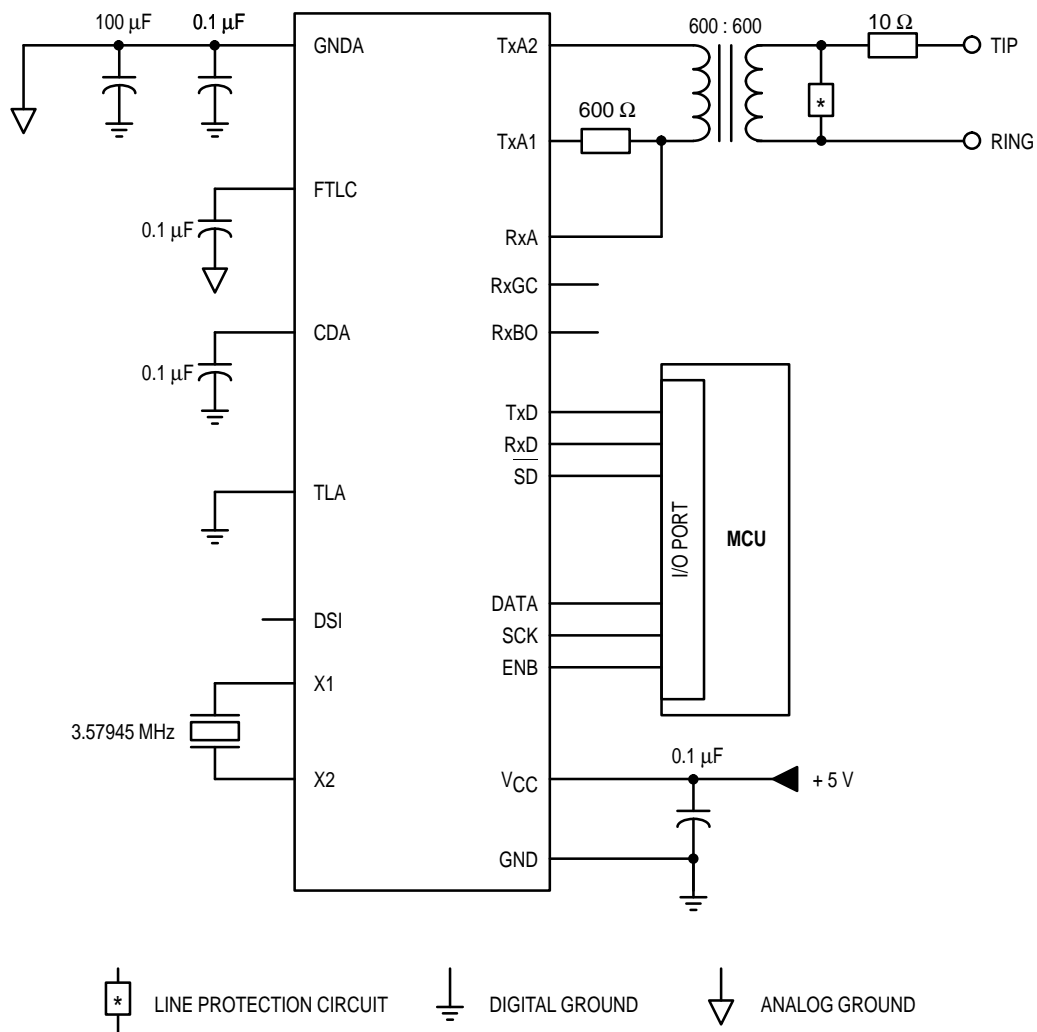 100 µF
0.1 µF
GNDA
TxA2
600 : 600
10 Ω
TIP
600 Ω
TxA1
RING
FTLC
0.1 µF
RxA
RxGC
CDA
RxBO
0.1 µF
TxD
RxD
SD
TLA
I/O PORT
MCU
DATA
DSI
SCK
ENB
X1
3.57945 MHz
0.1 µF
X2
VCC
+ 5 V
GND
* LINE PROTECTION CIRCUIT
DIGITAL GROUND
ANALOG GROUND
*